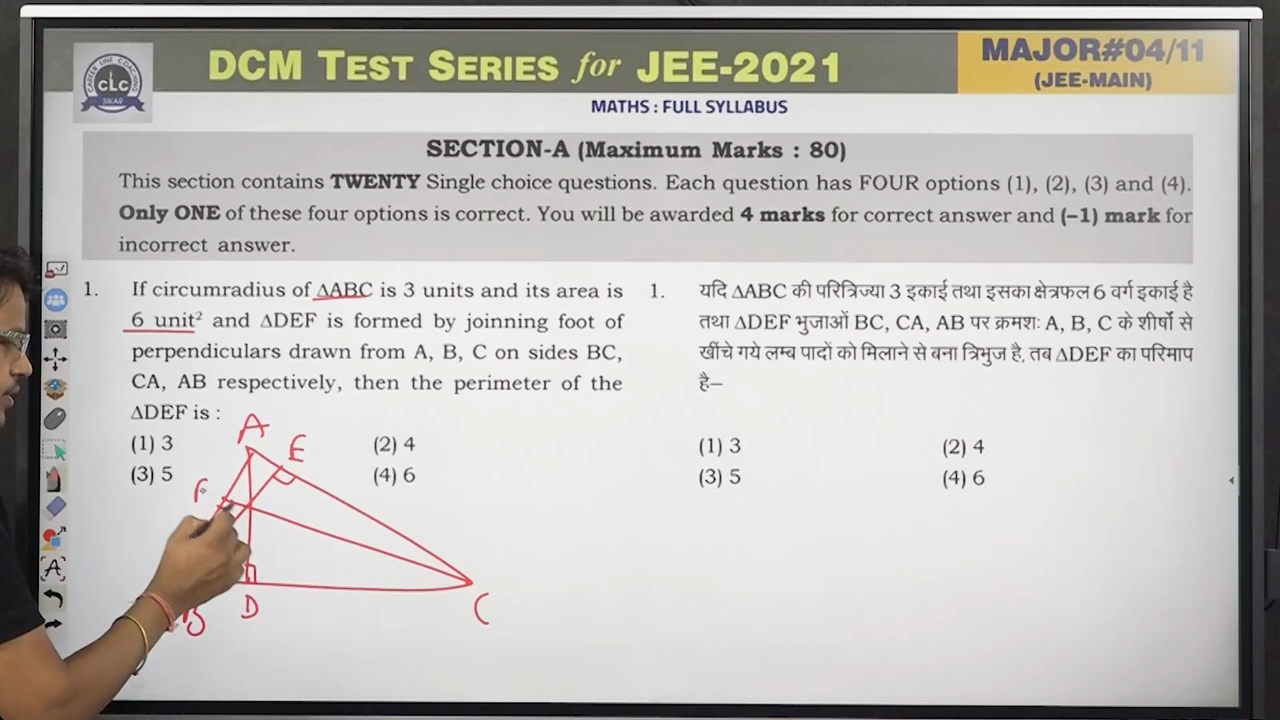 DCM TEST SERIES for JEE-2021
MAJOR#04/11
(JEE-MAIN)
CAREER LINE COACHING
CLC
SIKAR
MATHS : FULL SYLLABUS
SECTION-A (Maximum Marks : 80)
This section contains TWENTY Single choice questions. Each question has FOUR options (1), (2), (3) and (4).
Only ONE of these four options is correct. You will be awarded 4 marks for correct answer and (−1) mark for
incorrect answer.
1. If circumradius of ΔABC is 3 units and its area is
6 unit² and ΔDEF is formed by joinning foot of
perpendiculars drawn from A, B, C on sides BC,
CA, AB respectively, then the perimeter of the
ΔDEF is :
(1) 3 (2) 4
(3) 5 (4) 6
1. यदि ΔABC की परित्रिज्या 3 इकाई तथा इसका क्षेत्रफल 6 वर्ग इकाई है
तथा ΔDEF भुजाओं BC, CA, AB पर क्रमशः A, B, C के शीर्षों से
खींचे गये लम्ब पादों को मिलाने से बना त्रिभुज है, तब ΔDEF का परिमाप
है–
(1) 3 (2) 4
(3) 5 (4) 6
A
E
F
B
D
C